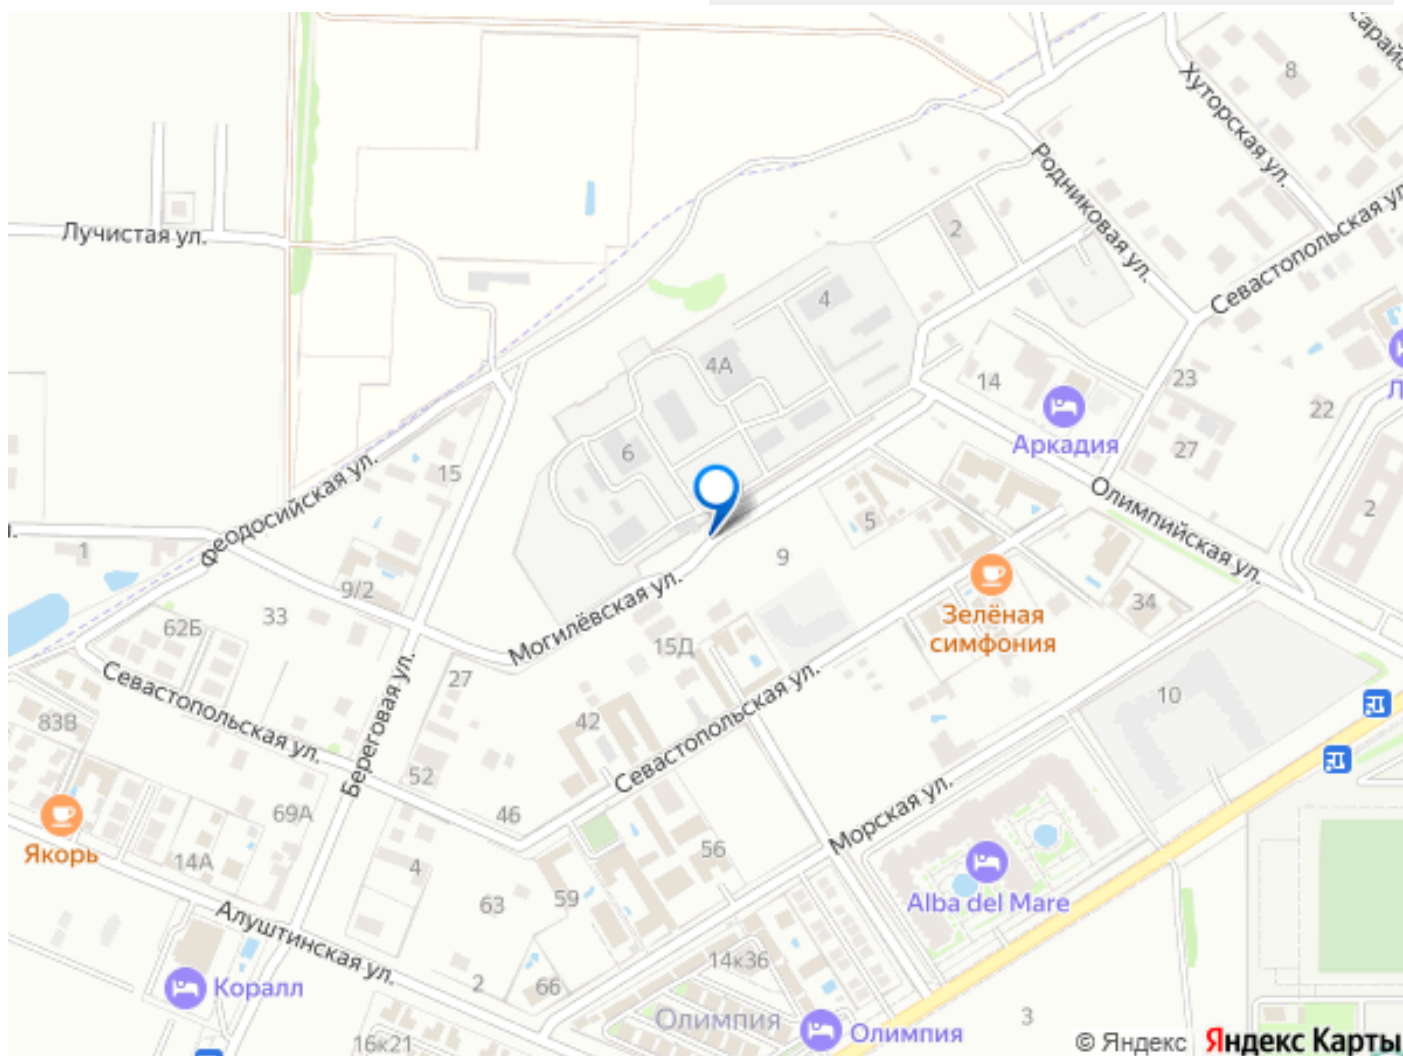 сарайс
8
Хуторская ул.
Родниковая ул.
Севастопольская ул.
Лучистая ул.
2
4
4А
14
23
22
Аркадия
27
Л
6
15
Феодосийская ул.
2
Олимпийская ул.
5
л.
1
9
9/2
Зелёная
симфония
34
33
62Б
Могилёвская ул.
15Д
27
Севастопольская ул.
83В
Береговая ул.
42
Севастопольская ул.
10
52
46
69А
Морская ул.
Якорь
14А
4
56
63
59
Alba del Mare
Алуштинская ул.
14к36
2
66
Коралл
Олимпия
Олимпия
3
16к21
© Яндекс Яндекс Карты